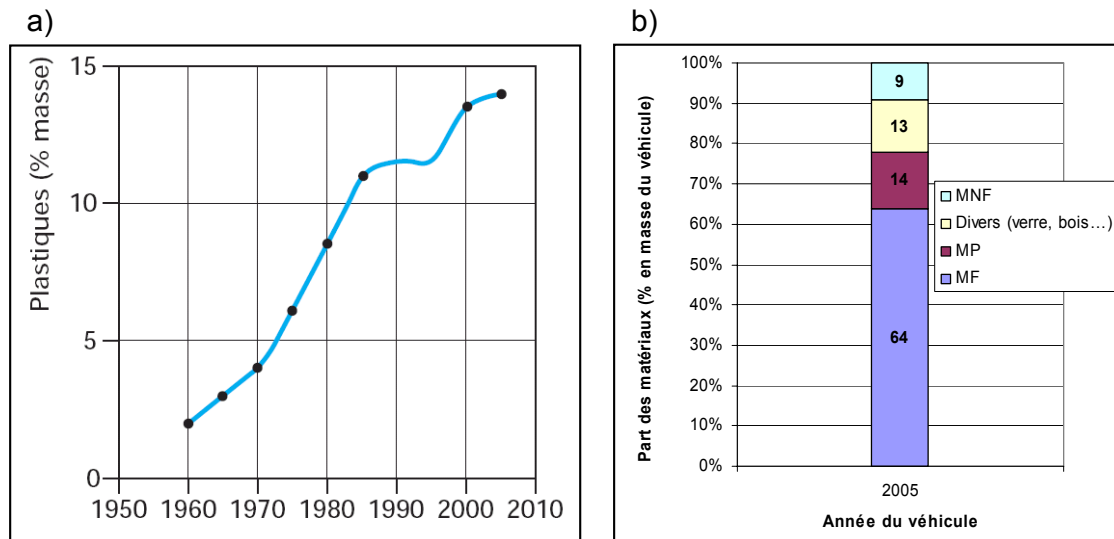 a)
Plastiques (% masse)
15
10
5
0
1950 1960 1970 1980 1990 2000 2010
b)
Part des matériaux (% en masse du véhicule)
100%
90%
80%
70%
60%
50%
40%
30%
20%
10%
0%
9
13
14
64
MNF
Divers (verre, bois…)
MP
MF
2005
Année du véhicule